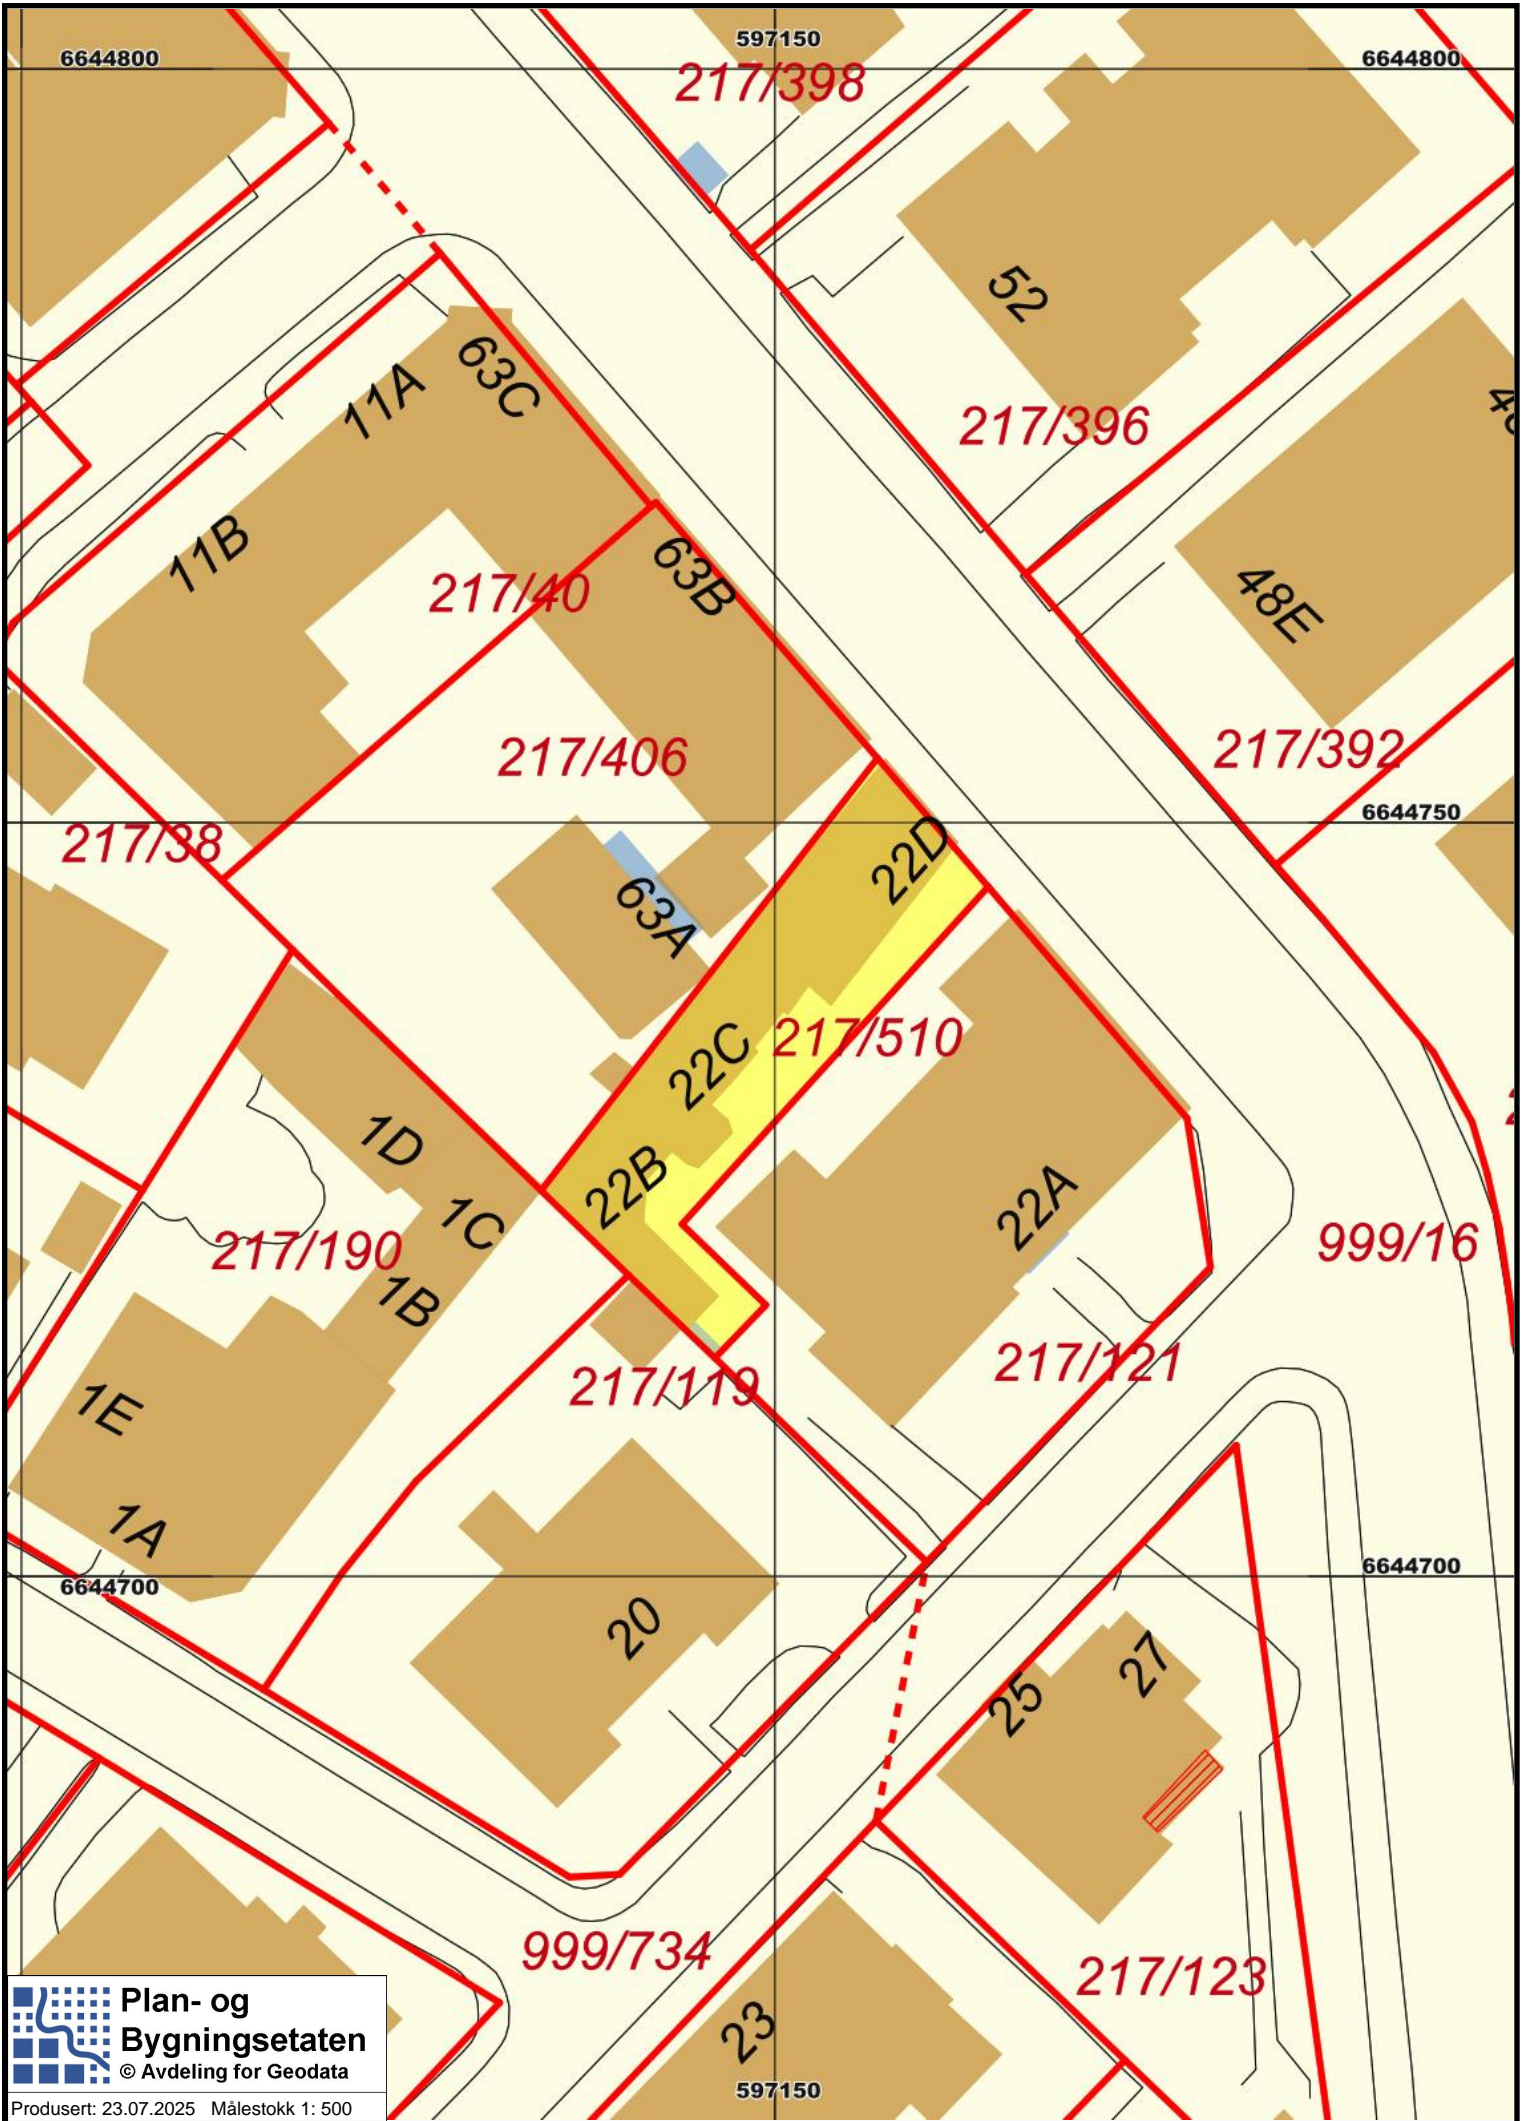 6644800
597150
6644800
217/398
52
63C
11A
217/396
11B
63B
217/40
48E
217/406
217/392
6644750
217/38
22D
63A
22C
217/510
1D
22B
1C
22A
217/190
999/16
1B
217/121
217/119
1E
1A
6644700
6644700
20
27
25
999/734
217/123
23
Plan- og
Bygningsetaten
© Avdeling for Geodata
597150
Produsert: 23.07.2025 Målestokk 1: 500